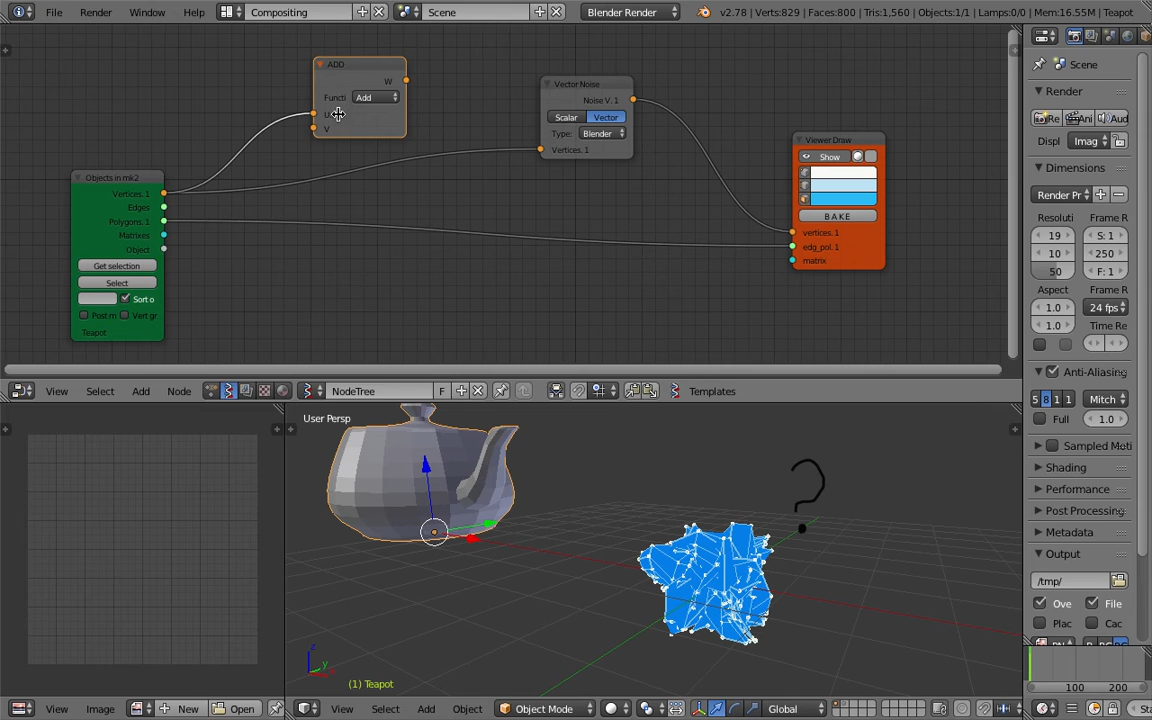 File Render Window Help Compositing Scene Blender Render v2.78 | Verts:829 | Faces:800 | Tris:1,560 | Objects:1/1 | Lamps:0/0 | Mem:16.55M | Teapot
ADD
W
Functi Add
U
V
Vector Noise
Noise V. 1
Scalar Vector
Type: Blender
Vertices. 1
Viewer Draw
Show
BAKE
vertices. 1
edg_pol. 1
matrix
Objects in mk2
Vertices. 1
Edges
Polygons. 1
Matrixes
Object
Get selection
Select
Sort o
Post m Vert gr
Teapot
View Select Add Node NodeTree F Templates
User Persp
?
z
y
(1) Teapot
View Image New Open
View Select Add Object Object Mode Global
Scene
Render
Re Ani Aud
Displ Imag
Dimensions
Render Pr
Resoluti Frame R
19 S: 1
10 250
50 F: 1
Aspect Frame R
1.0 24 fps
1.0 Time Re
Anti-Aliasing
5 8 1 1 Mitch
Full 1.0
Sampled Moti
Shading
Performance
Post Processing
Metadata
Output
/tmp/
Ove File
Plac Cac
100 200